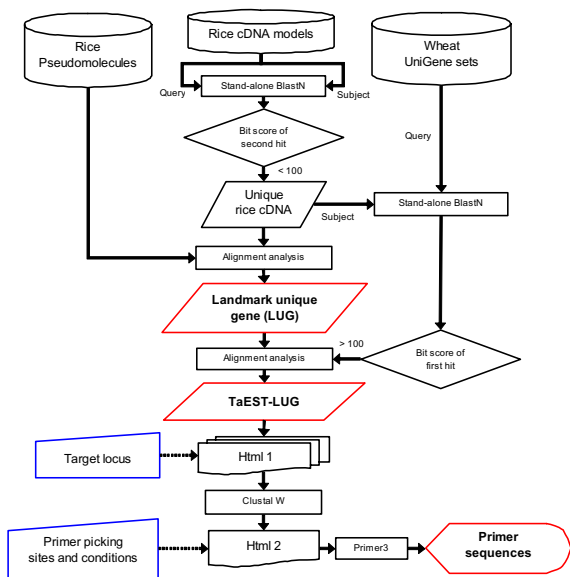 Rice
Pseudomolecules
Rice cDNA models
Wheat
UniGene sets
Stand-alone BlastN
Query
Subject
Bit score of
second hit
Query
< 100
Unique
rice cDNA
Subject
Stand-alone BlastN
Alignment analysis
Landmark unique
gene (LUG)
> 100
Alignment analysis
Bit score of
first hit
TaEST-LUG
Target locus
Html 1
Clustal W
Primer picking
sites and conditions
Html 2
Primer3
Primer
sequences